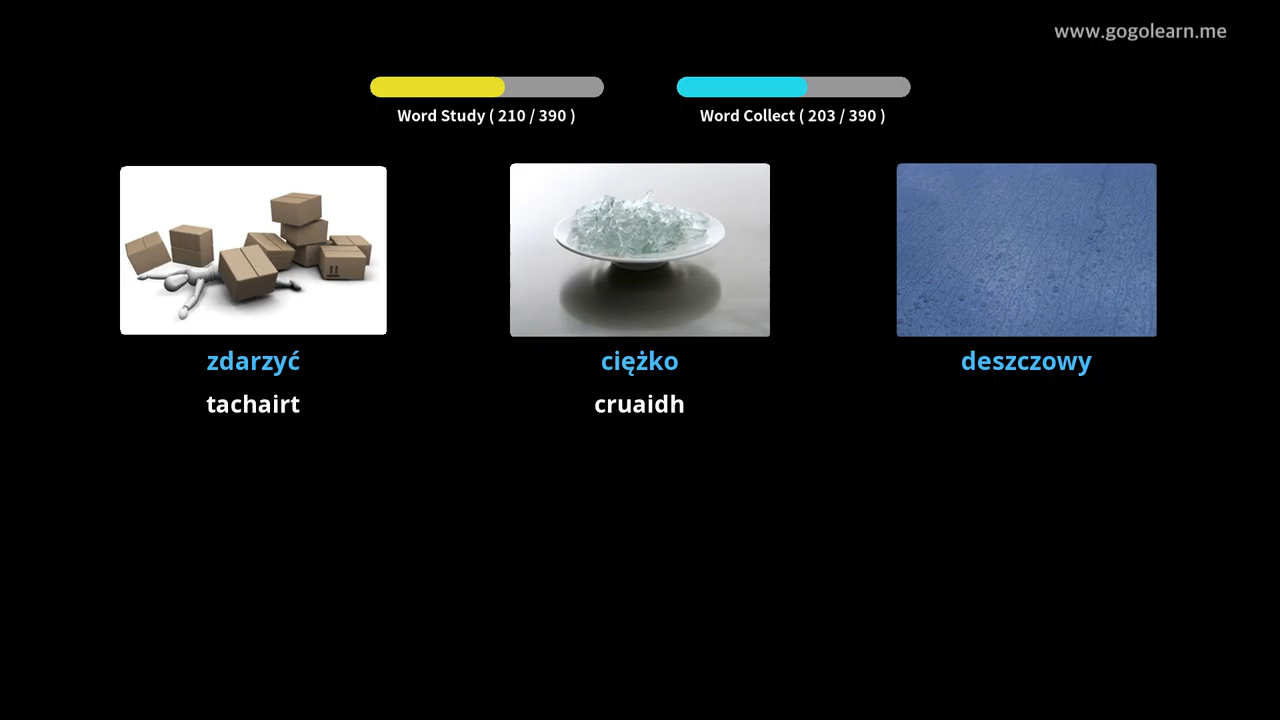 www.gogolearn.me
Word Study ( 210 / 390 )
Word Collect ( 203 / 390 )
zdarzyć
ciężko
deszczowy
tachairt
cruaidh